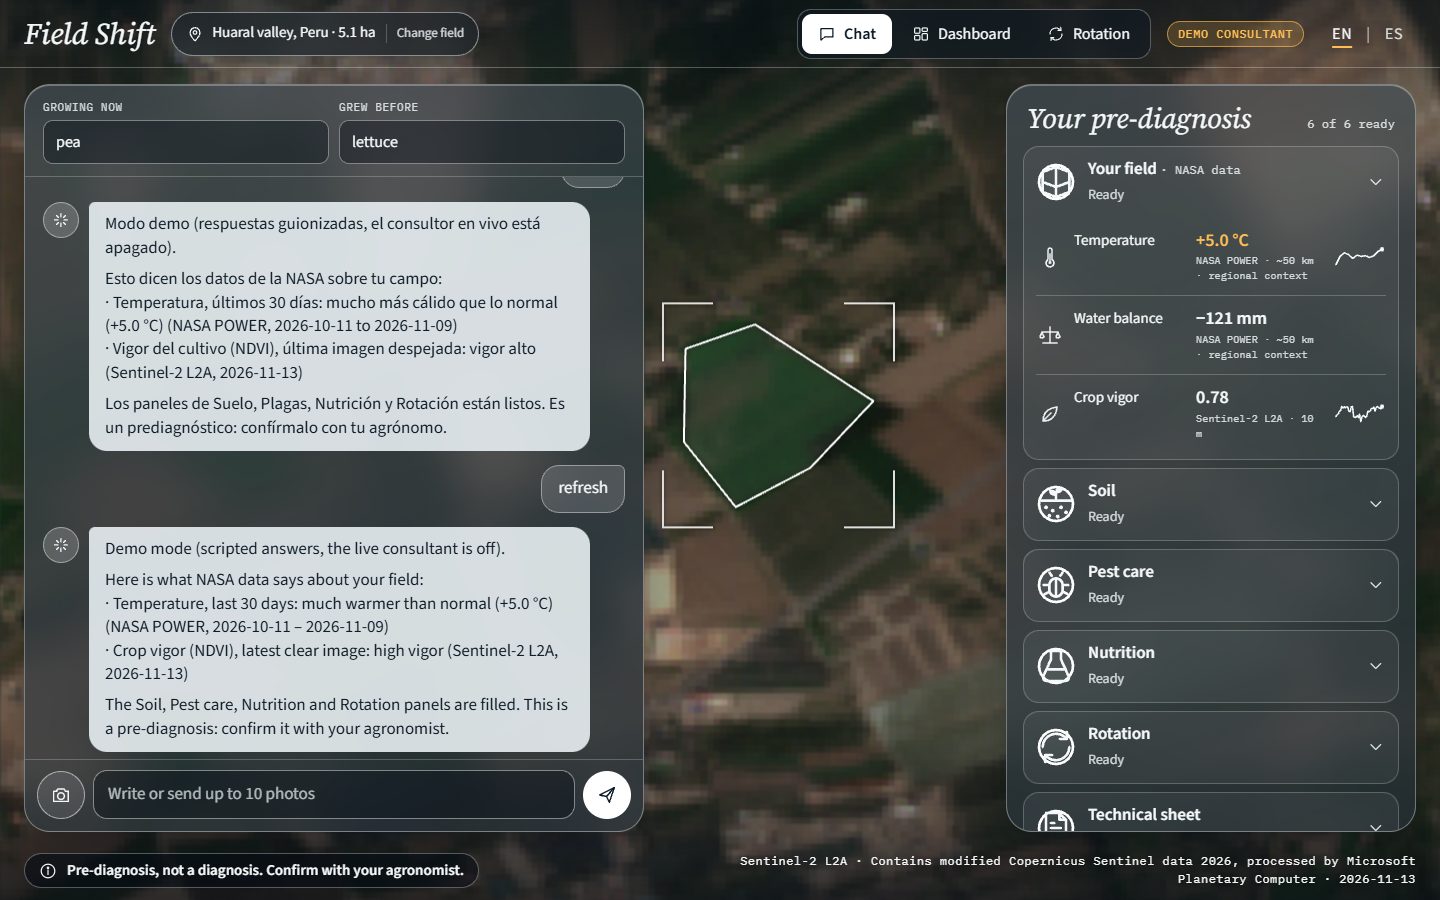 Field Shift
Huaral valley, Peru · 5.1 ha
Change field
Chat
Dashboard
Rotation
DEMO CONSULTANT
EN | ES
GROWING NOW
pea
GREW BEFORE
lettuce
Modo demo (respuestas guionizadas, el consultor en vivo está
apagado).
Esto dicen los datos de la NASA sobre tu campo:
· Temperatura, últimos 30 días: mucho más cálido que lo normal
(+5.0 °C) (NASA POWER, 2026-10-11 to 2026-11-09)
· Vigor del cultivo (NDVI), última imagen despejada: vigor alto
(Sentinel-2 L2A, 2026-11-13)
Los paneles de Suelo, Plagas, Nutrición y Rotación están listos. Es
un prediagnóstico: confírmalo con tu agrónomo.
refresh
Demo mode (scripted answers, the live consultant is off).
Here is what NASA data says about your field:
· Temperature, last 30 days: much warmer than normal (+5.0 °C)
(NASA POWER, 2026-10-11 – 2026-11-09)
· Crop vigor (NDVI), latest clear image: high vigor (Sentinel-2 L2A,
2026-11-13)
The Soil, Pest care, Nutrition and Rotation panels are filled. This is
a pre-diagnosis: confirm it with your agronomist.
Write or send up to 10 photos
Pre-diagnosis, not a diagnosis. Confirm with your agronomist.
Your pre-diagnosis
6 of 6 ready
Your field · NASA data
Ready
Temperature
+5.0 °C
NASA POWER · ~50 km
· regional context
Water balance
−121 mm
NASA POWER · ~50 km
· regional context
Crop vigor
0.78
Sentinel-2 L2A · 10
m
Soil
Ready
Pest care
Ready
Nutrition
Ready
Rotation
Ready
Technical sheet
Sentinel-2 L2A · Contains modified Copernicus Sentinel data 2026, processed by Microsoft
Planetary Computer · 2026-11-13